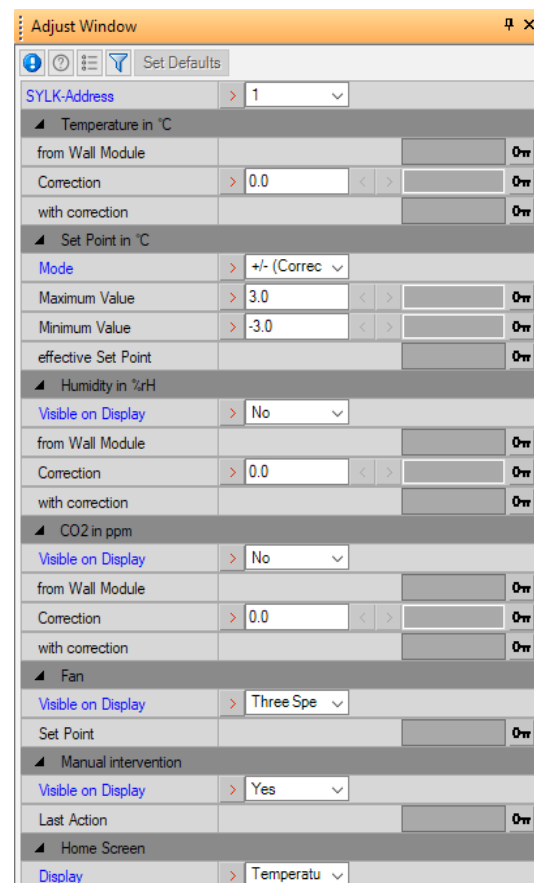 Adjust Window
Set Defaults
SYLK-Address > 1
Temperature in °C
from Wall Module
Correction > 0.0 < >
with correction
Set Point in °C
Mode > +/- (Correc
Maximum Value > 3.0 < >
Minimum Value > -3.0 < >
effective Set Point
Humidity in %rH
Visible on Display > No
from Wall Module
Correction > 0.0 < >
with correction
CO2 in ppm
Visible on Display > No
from Wall Module
Correction > 0.0 < >
with correction
Fan
Visible on Display > Three Spe
Set Point
Manual intervention
Visible on Display > Yes
Last Action
Home Screen
Display > Temperatu